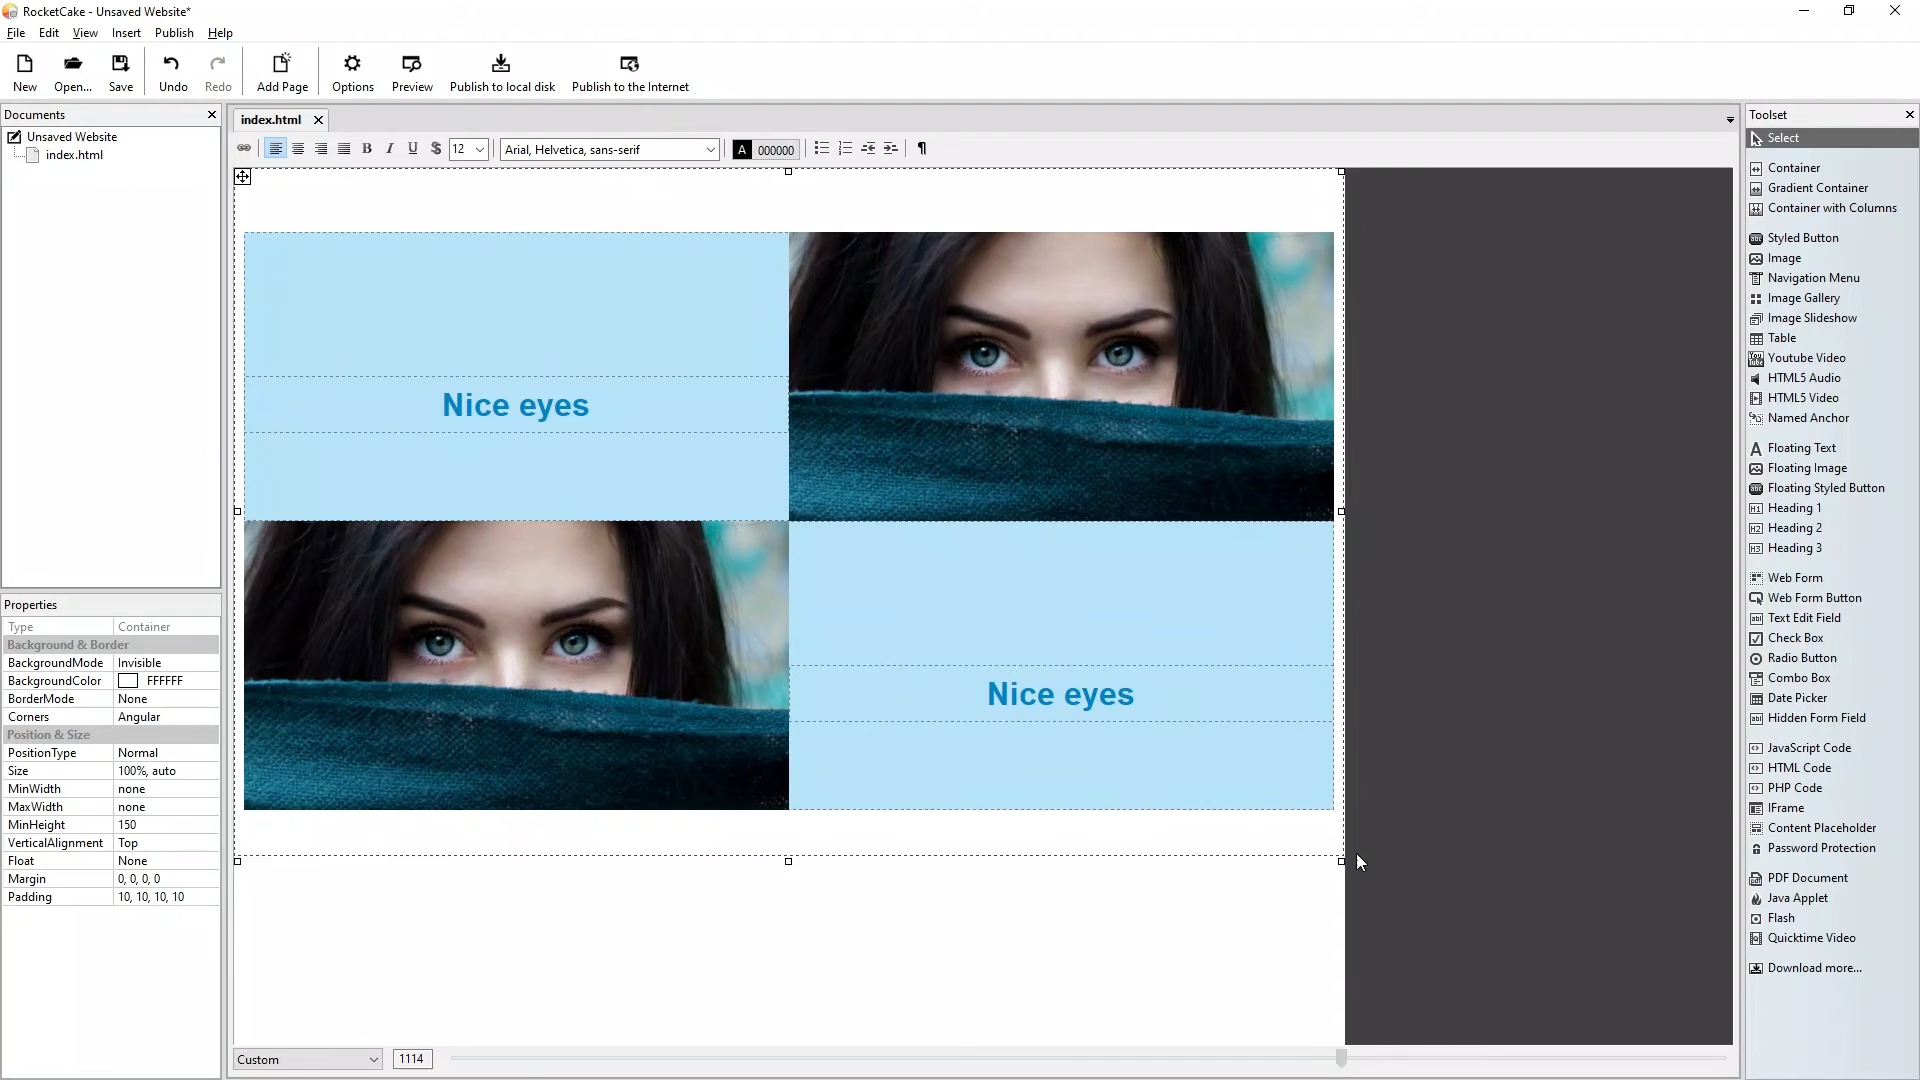 RocketCake - Unsaved Website*
File Edit View Insert Publish Help
New Open... Save Undo Redo Add Page Options Preview Publish to local disk Publish to the Internet
Documents
Unsaved Website
index.html
index.html
B I U $ 12 Arial, Helvetica, sans-serif A 000000 ¶
Nice eyes
Nice eyes
Properties
Type Container
Background & Border
BackgroundMode Invisible
BackgroundColor FFFFFF
BorderMode None
Corners Angular
Position & Size
PositionType Normal
Size 100%, auto
MinWidth none
MaxWidth none
MinHeight 150
VerticalAlignment Top
Float None
Margin 0, 0, 0, 0
Padding 10, 10, 10, 10
Custom 1114
Toolset
Select
Container
Gradient Container
Container with Columns
Styled Button
Image
Navigation Menu
Image Gallery
Image Slideshow
Table
Youtube Video
HTML5 Audio
HTML5 Video
Named Anchor
Floating Text
Floating Image
Floating Styled Button
H1 Heading 1
H2 Heading 2
H3 Heading 3
Web Form
Web Form Button
Text Edit Field
Check Box
Radio Button
Combo Box
Date Picker
Hidden Form Field
JavaScript Code
HTML Code
PHP Code
IFrame
Content Placeholder
Password Protection
PDF Document
Java Applet
Flash
Quicktime Video
Download more...